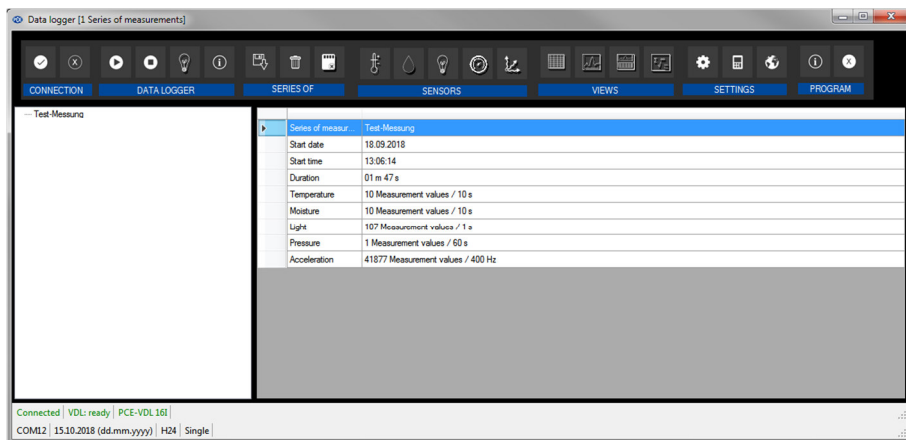 Data logger [1 Series of measurements]
CONNECTION DATA LOGGER SERIES OF SENSORS VIEWS SETTINGS PROGRAM
Test-Messung
Series of measur... Test-Messung
Start date 18.09.2018
Start time 13:06:14
Duration 01 m 47 s
Temperature 10 Measurement values / 10 s
Moisture 10 Measurement values / 10 s
Light 107 Measurement values / 1 s
Pressure 1 Measurement values / 60 s
Acceleration 41877 Measurement values / 400 Hz
Connected VDL: ready PCE-VDL 16I
COM12 15.10.2018 (dd.mm.yyyy) H24 Single